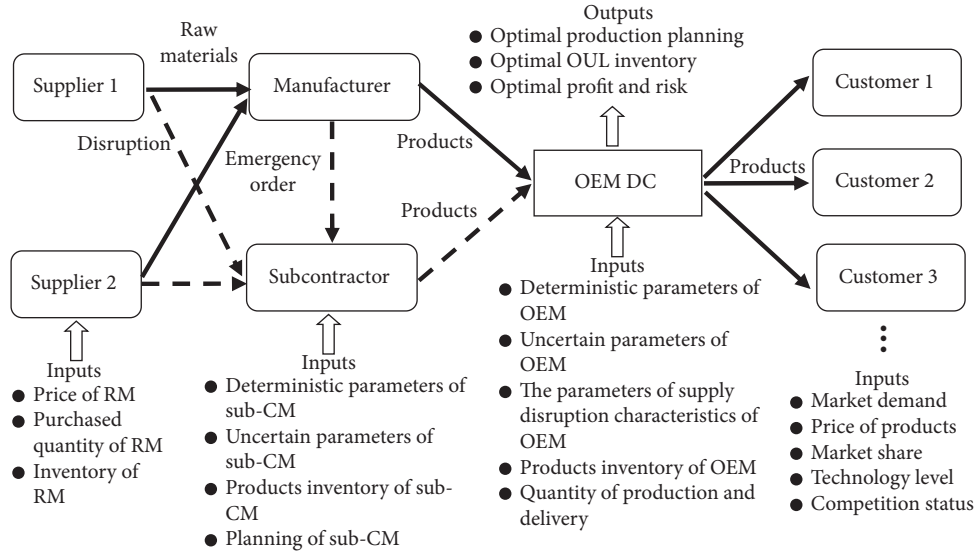 Outputs
● Optimal production planning
● Optimal OUL inventory
● Optimal profit and risk
Raw
materials
Supplier 1
Manufacturer
Customer 1
Disruption
Emergency
order
Products
Products
OEM DC
Products
Customer 2
Supplier 2
Subcontractor
Customer 3
Inputs
● Price of RM
● Purchased
quantity of RM
● Inventory of
RM
Inputs
● Deterministic parameters of
sub-CM
● Uncertain parameters of
sub-CM
● Products inventory of sub-
CM
● Planning of sub-CM
Inputs
● Deterministic parameters of
OEM
● Uncertain parameters of
OEM
● The parameters of supply
disruption characteristics of
OEM
● Products inventory of OEM
● Quantity of production and
delivery
Inputs
● Market demand
● Price of products
● Market share
● Technology level
● Competition status